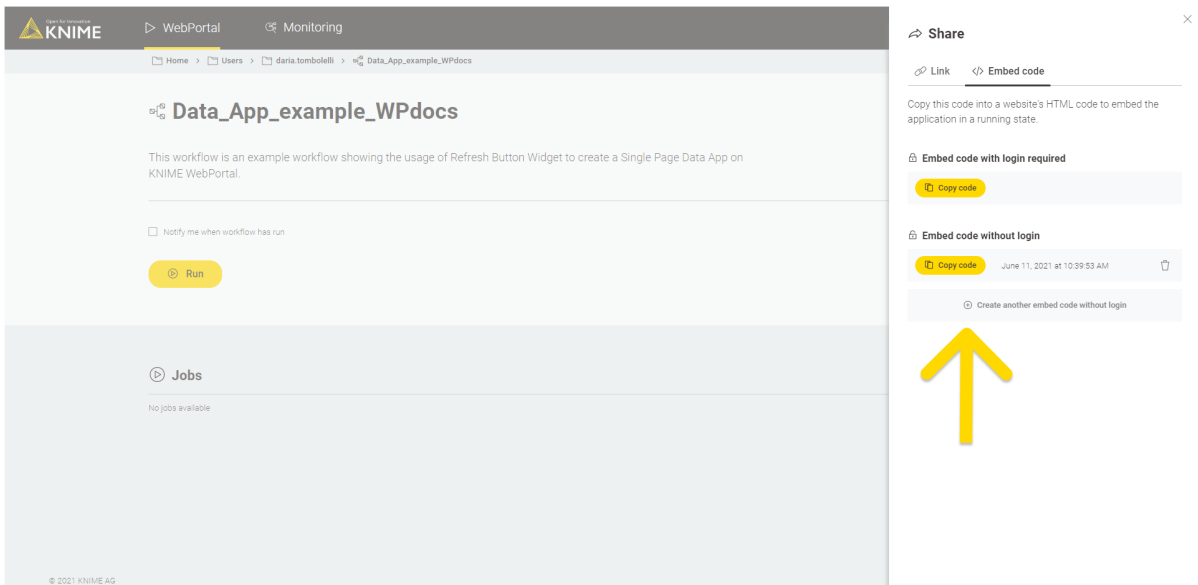 Open for Innovation
KNIME
WebPortal
Monitoring
Home > Users > daria.tombolelli > Data_App_example_WPdocs
Data_App_example_WPdocs
This workflow is an example workflow showing the usage of Refresh Button Widget to create a Single Page Data App on
KNIME WebPortal.
Notify me when workflow has run
Run
Jobs
No jobs available
© 2021 KNIME AG
Share
Link
</> Embed code
Copy this code into a website's HTML code to embed the
application in a running state.
Embed code with login required
Copy code
Embed code without login
Copy code June 11, 2021 at 10:39:53 AM
Create another embed code without login